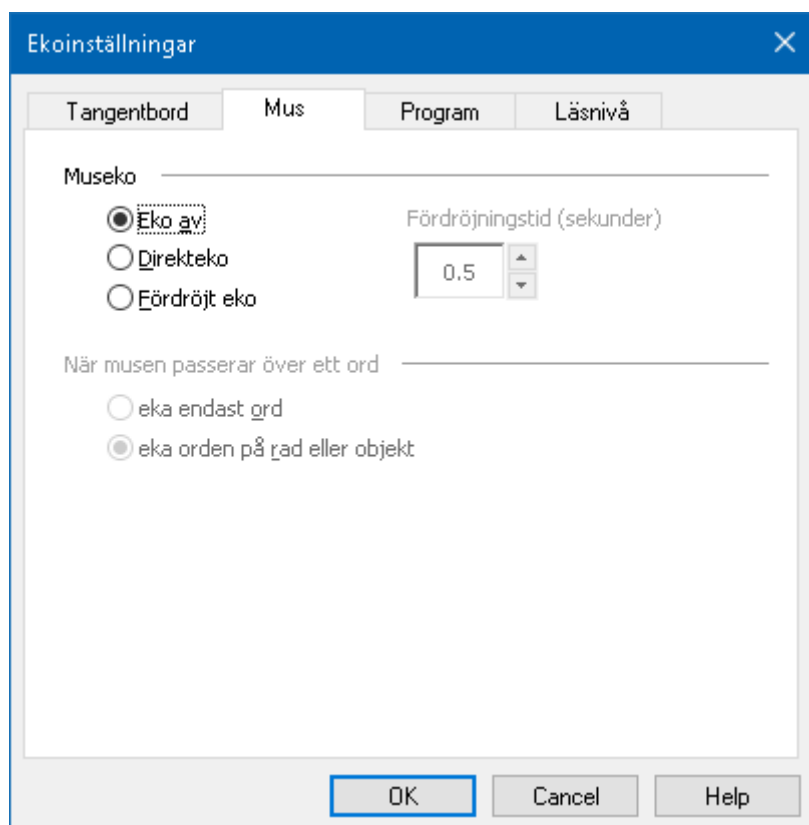 Ekoinställningar
Tangentbord Mus Program Läsnivå
Museko
Eko av Fördröjningstid (sekunder)
Direkteko 0.5
Fördröjt eko
När musen passerar över ett ord
eka endast ord
eka orden på rad eller objekt
OK Cancel Help